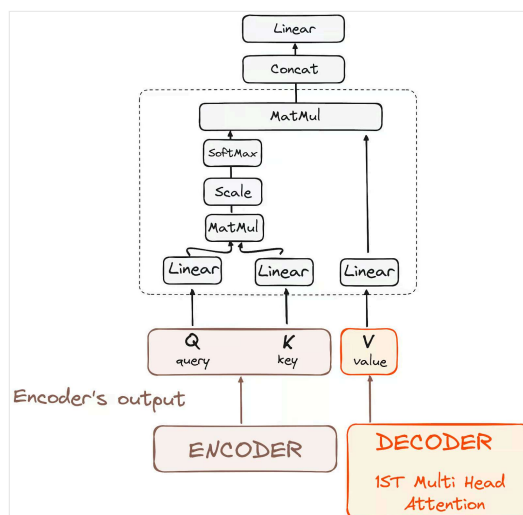 Linear
Concat
MatMul
SoftMax
Scale
MatMul
Linear
Linear
Linear
Q
query
K
key
V
value
Encoder's output
ENCODER
DECODER
1ST Multi Head
Attention